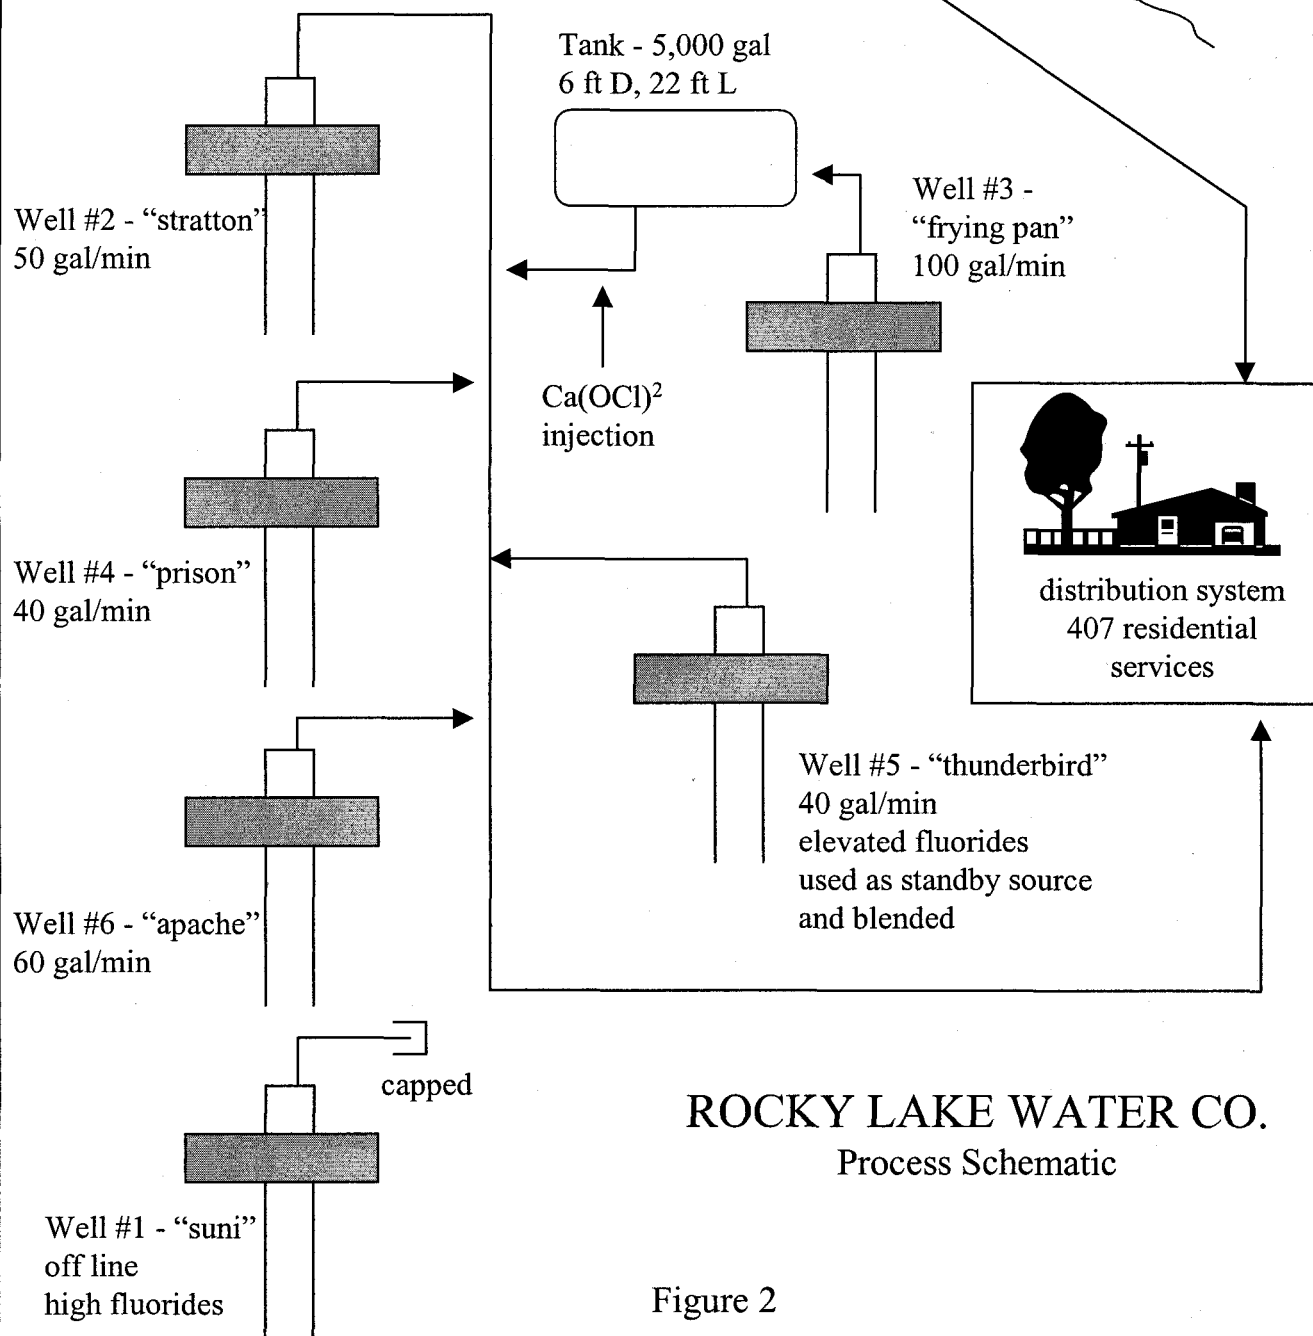 Tank - 5,000 gal
6 ft D, 22 ft L
Well #2 - “stratton”
50 gal/min
Well #3 -
“frying pan”
100 gal/min
Ca(OCl)²
injection
Well #4 - “prison”
40 gal/min
distribution system
407 residential
services
Well #5 - “thunderbird”
40 gal/min
elevated fluorides
used as standby source
and blended
Well #6 - “apache”
60 gal/min
capped
ROCKY LAKE WATER CO.
Process Schematic
Well #1 - “suni”
off line
high fluorides
Figure 2